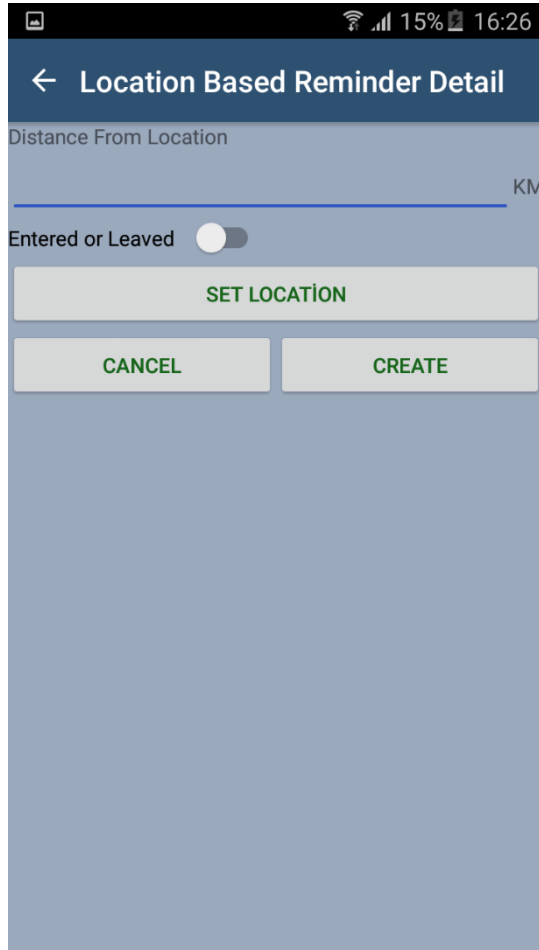 15% 16:26
Location Based Reminder Detail
Distance From Location
KM
Entered or Leaved
SET LOCATİON
CANCEL CREATE